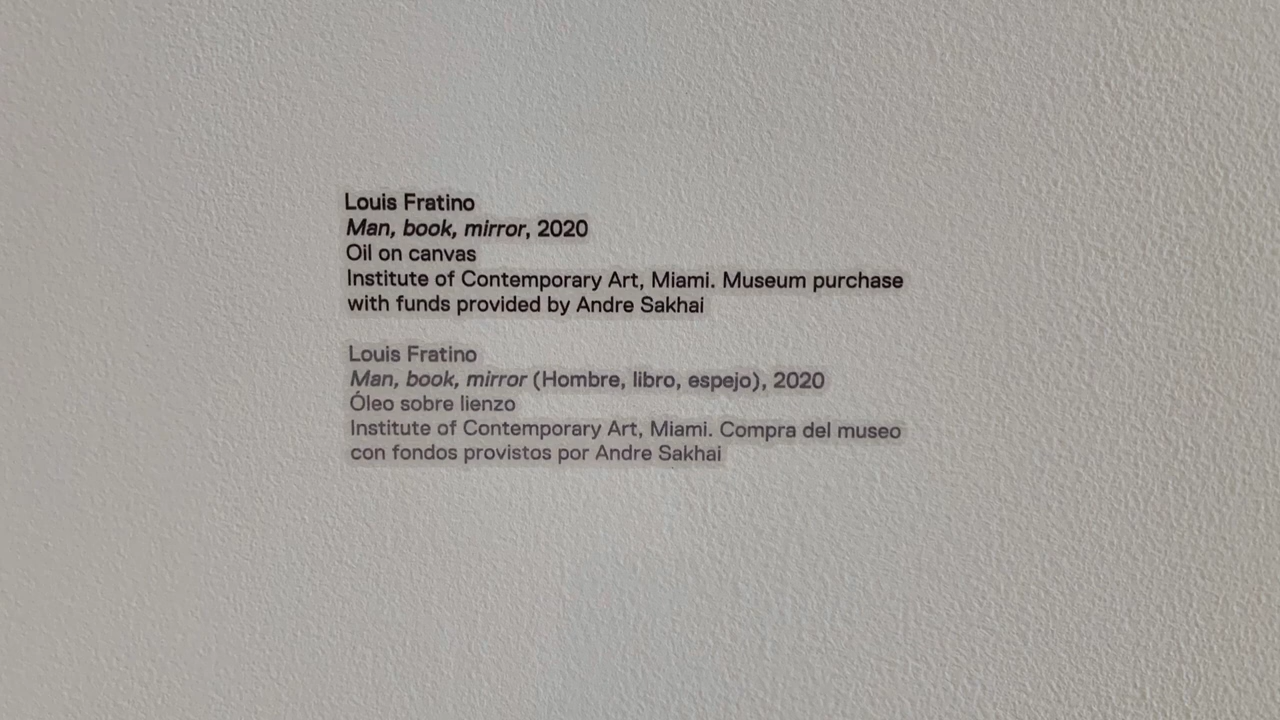 Louis Fratino
Man, book, mirror, 2020
Oil on canvas
Institute of Contemporary Art, Miami. Museum purchase
with funds provided by Andre Sakhai
Louis Fratino
Man, book, mirror (Hombre, libro, espejo), 2020
Óleo sobre lienzo
Institute of Contemporary Art, Miami. Compra del museo
con fondos provistos por Andre Sakhai